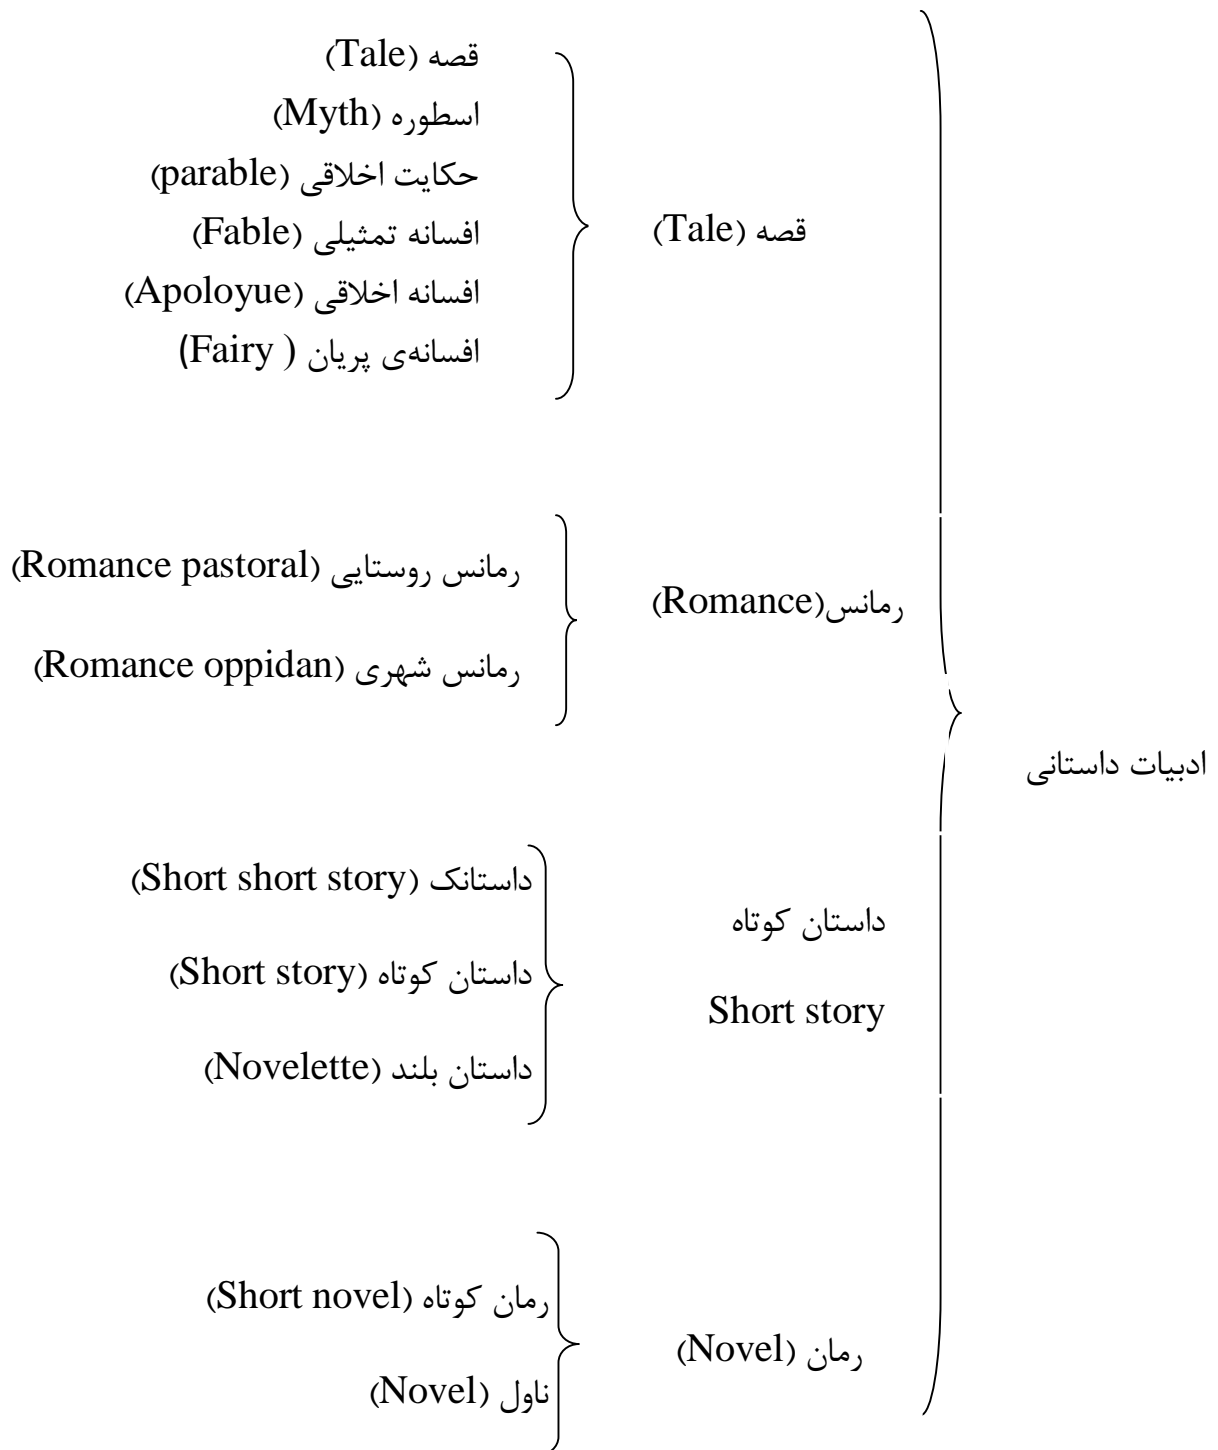 ادبیات داستانی
قصه (Tale)
قصه (Tale)
اسطوره (Myth)
حکایت اخلاقی (parable)
افسانه تمثیلی (Fable)
افسانه اخلاقی (Apoloyue)
افسانه‌ی پریان ( Fairy)
رمانس(Romance)
رمانس روستایی (Romance pastoral)
رمانس شهری (Romance oppidan)
داستان کوتاه
Short story
داستانک (Short short story)
داستان کوتاه (Short story)
داستان بلند (Novelette)
رمان (Novel)
رمان کوتاه (Short novel)
ناول (Novel)